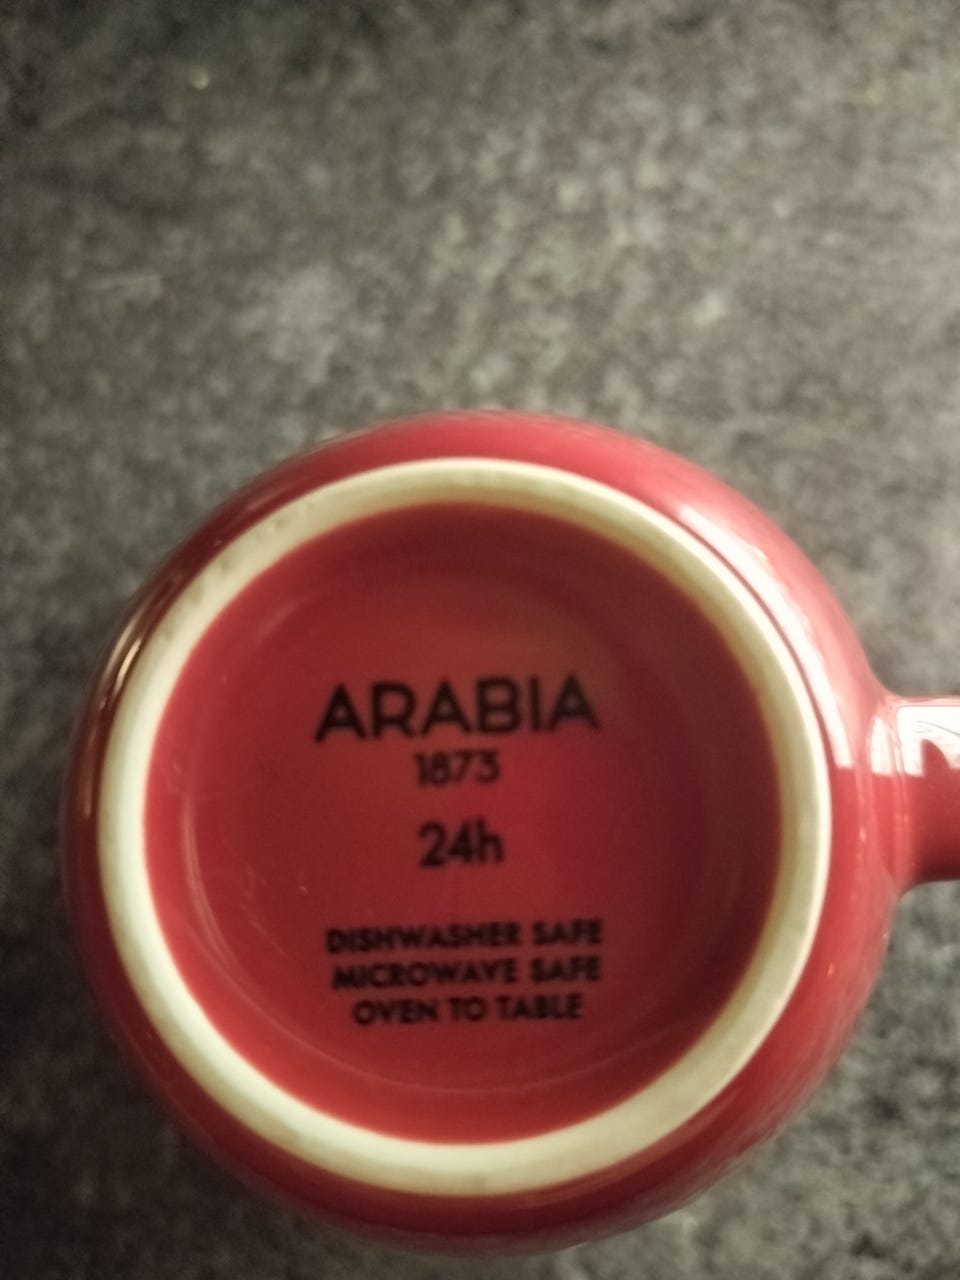 ARABIA
1873
24h
DISHWASHER SAFE
MICROWAVE SAFE
OVEN TO TABLE